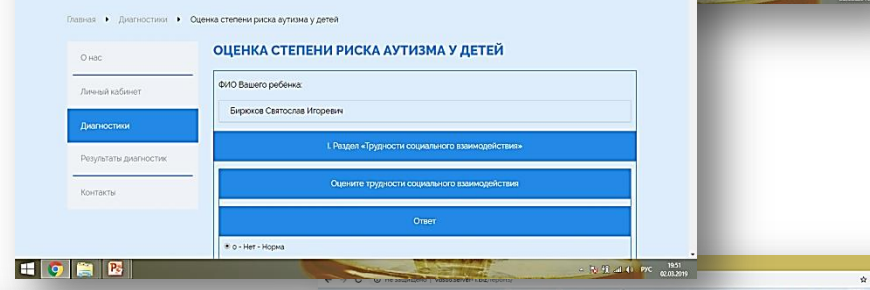 Главная ▸ Диагностики ▸ Оценка степени риска аутизма у детей
О нас
Личный кабинет
Диагностики
Результаты диагностик
Контакты
ОЦЕНКА СТЕПЕНИ РИСКА АУТИЗМА У ДЕТЕЙ
ФИО Вашего ребенка:
Бирюков Святослав Игоревич
I. Раздел «Трудности социального взаимодействия»
Оцените трудности социального взаимодействия
Ответ
0 - Нет - Норма
РУС
19:51
02.03.2019